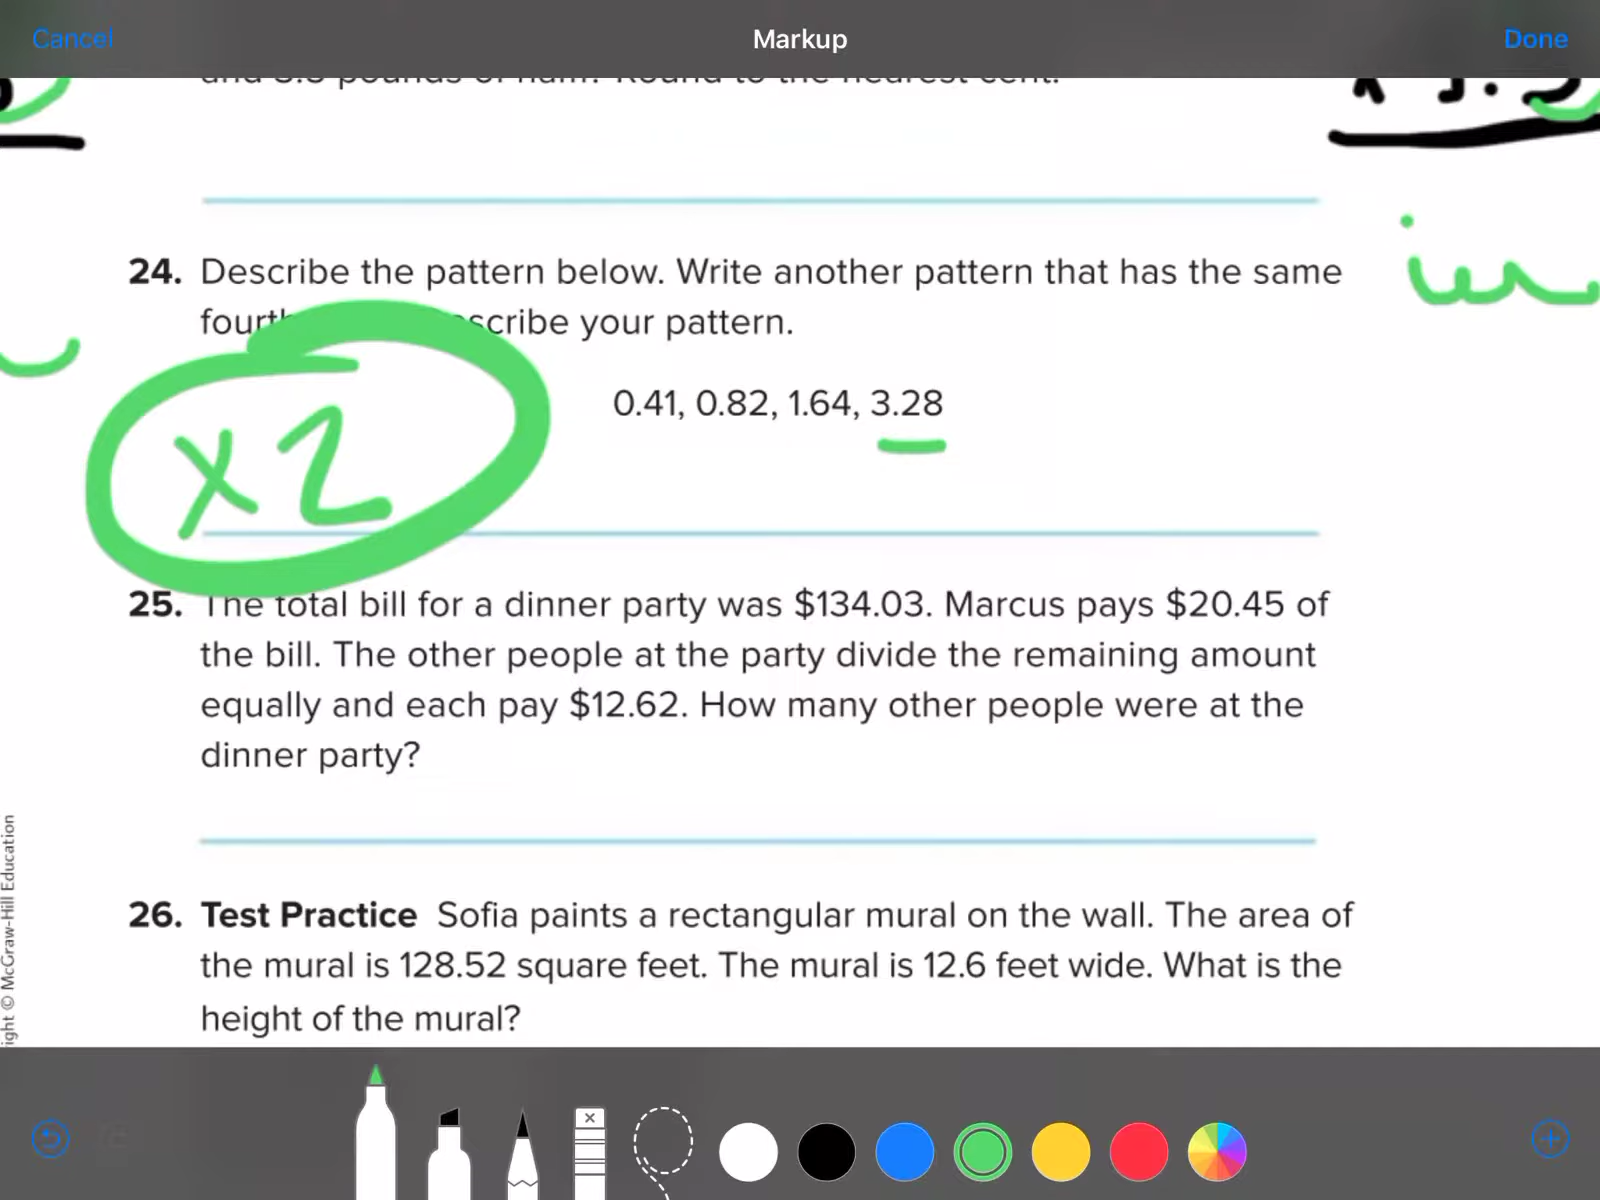 Cancel Markup Done
24. Describe the pattern below. Write another pattern that has the same
scribe your pattern.
0.41, 0.82, 1.64, 3.28
x2
25. The total bill for a dinner party was $134.03. Marcus pays $20.45 of
the bill. The other people at the party divide the remaining amount
equally and each pay $12.62. How many other people were at the
dinner party?
26. Test Practice Sofia paints a rectangular mural on the wall. The area of
the mural is 128.52 square feet. The mural is 12.6 feet wide. What is the
height of the mural?
ight © McGraw-Hill Education